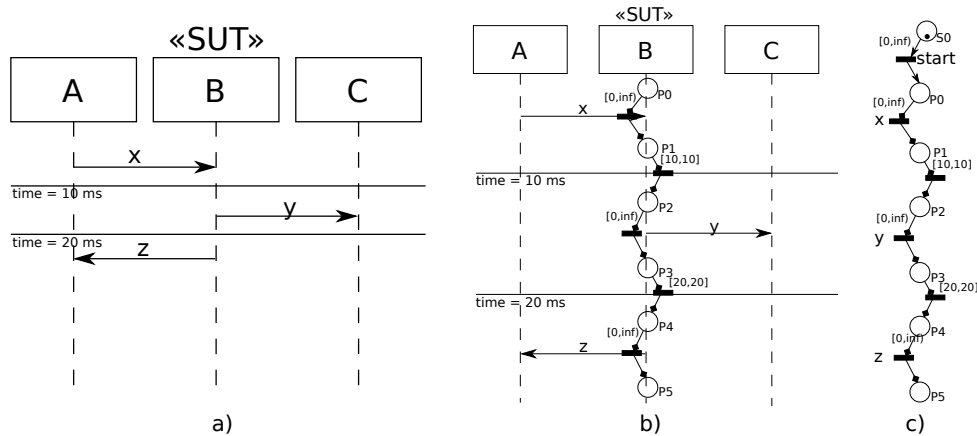 «SUT»
A
B
C
x
time = 10 ms
y
time = 20 ms
z
a)
«SUT»
A
B
C
P0
[0,inf)
x
P1
[10,10]
time = 10 ms
P2
[0,inf)
y
P3
[20,20]
time = 20 ms
P4
[0,inf)
z
P5
b)
S0
[0,inf)
start
P0
[0,inf)
x
P1
[10,10]
P2
[0,inf)
y
P3
[20,20]
P4
[0,inf)
z
P5
c)